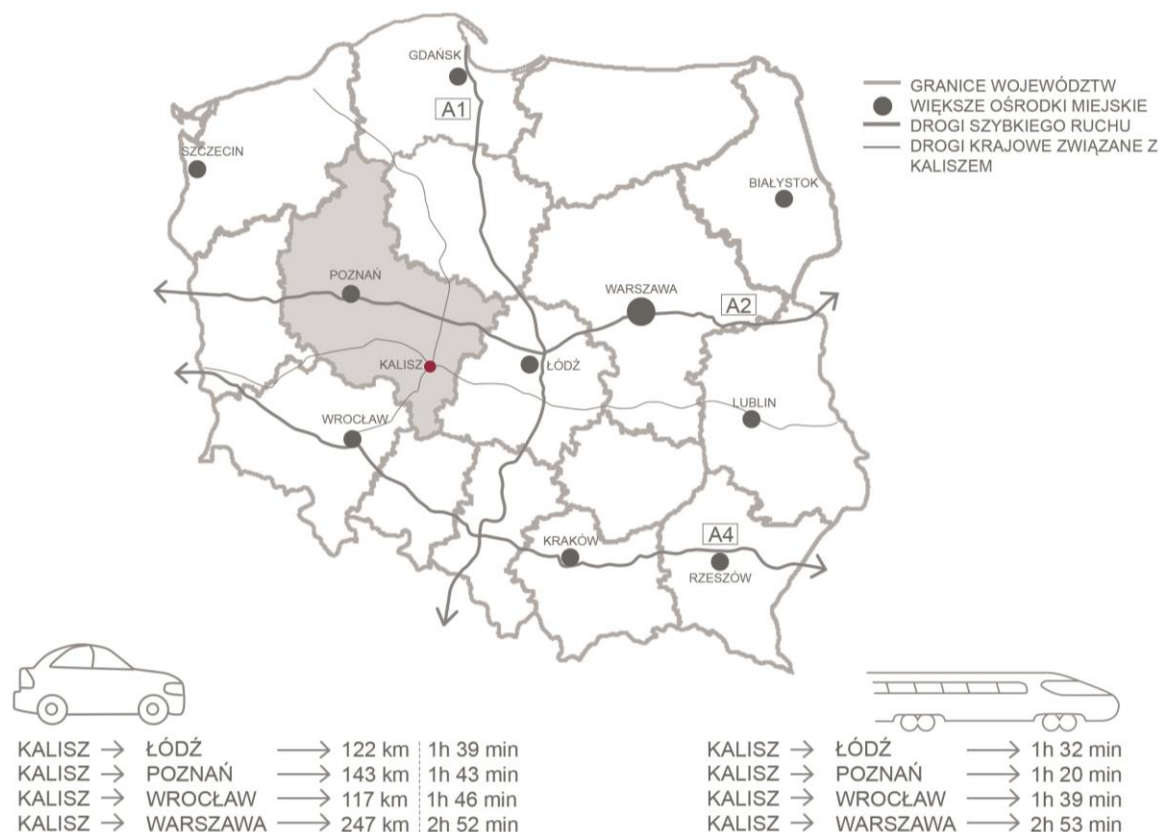 GDAŃSK
A1
GRANICE WOJEWÓDZTW
WIĘKSZE OŚRODKI MIEJSKIE
DROGI SZYBKIEGO RUCHU
DROGI KRAJOWE ZWIĄZANE Z
KALISZEM
SZCZECIN
BIAŁYSTOK
POZNAŃ
WARSZAWA
A2
KALISZ
ŁÓDŹ
WROCŁAW
LUBLIN
A4
KRAKÓW
RZESZÓW
KALISZ → ŁÓDŹ → 122 km 1h 39 min
KALISZ → POZNAŃ → 143 km 1h 43 min
KALISZ → WROCŁAW → 117 km 1h 46 min
KALISZ → WARSZAWA → 247 km 2h 52 min
KALISZ → ŁÓDŹ → 1h 32 min
KALISZ → POZNAŃ → 1h 20 min
KALISZ → WROCŁAW → 1h 39 min
KALISZ → WARSZAWA → 2h 53 min